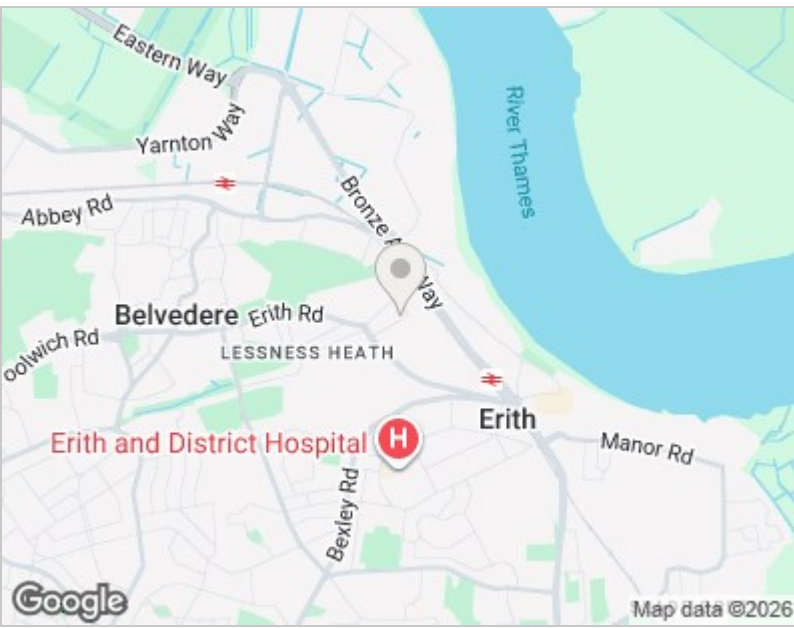 Eastern Way
Yarnton Way
River Thames
Abbey Rd
Bronze
Way
Belvedere
Erith Rd
oolwich Rd
LESSNESS HEATH
Erith
Erith and District Hospital
H
Manor Rd
Bexley Rd
Google
Map data ©2026